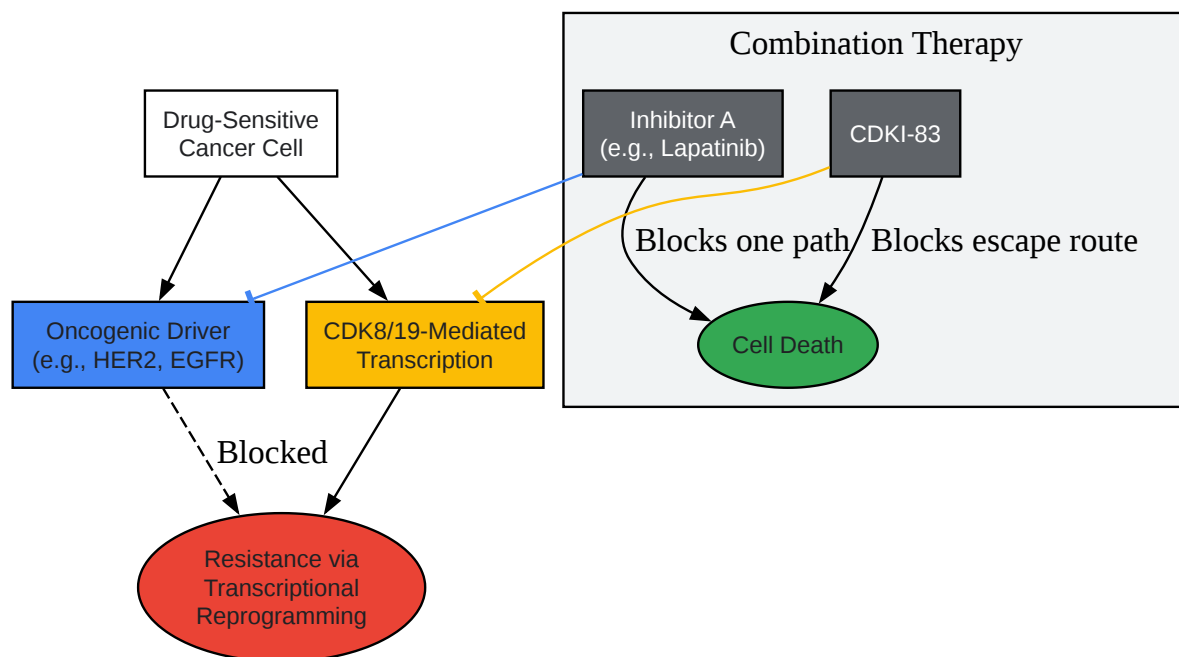 Combination Therapy
Drug-Sensitive
Cancer Cell
Inhibitor A
(e.g., Lapatinib)
CDKI-83
Blocks one path
Blocks escape route
Oncogenic Driver
(e.g., HER2, EGFR)
CDK8/19-Mediated
Transcription
Cell Death
Blocked
Resistance via
Transcriptional
Reprogramming